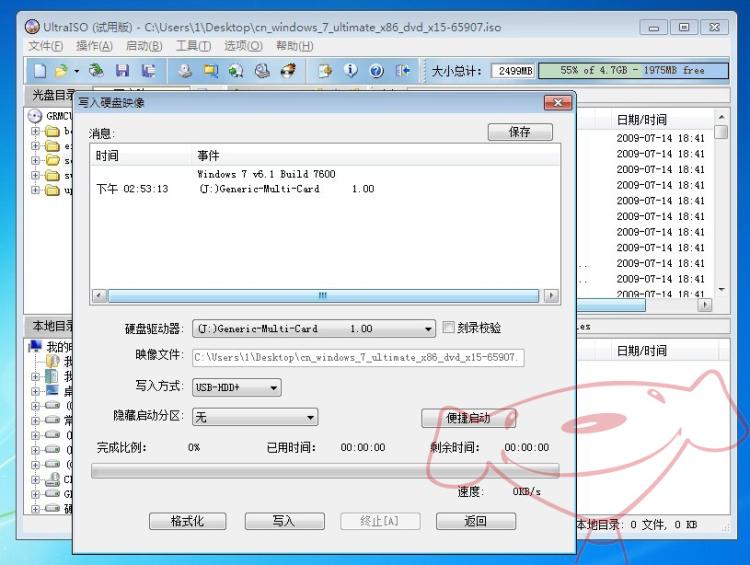 UltraISO (试用版) - C:\Users\1\Desktop\cn_windows_7_ultimate_x86_dvd_x15-65907.iso
文件(F) 操作(A) 启动(B) 工具(T) 选项(O) 帮助(H)
大小总计: 2499MB 55% of 4.7GB - 1975MB free
光盘目录
写入硬盘映像
GRMCU
消息:
保存
时间 事件
Windows 7 v6.1 Build 7600
下午 02:53:13 (J:)Generic-Multi-Card 1.00
日期/时间
2009-07-14 18:41
2009-07-14 18:41
2009-07-14 18:41
2009-07-14 18:41
2009-07-14 18:41
2009-07-14 18:41
2009-07-14 18:41
2009-07-14 18:41
2009-07-14 18:41
2009-07-14 18:41
2009-07-14 18:41
本地目录
硬盘驱动器: (J:)Generic-Multi-Card 1.00 刻录校验
映像文件: C:\Users\1\Desktop\cn_windows_7_ultimate_x86_dvd_x15-65907.
写入方式: USB-HDD+
隐藏启动分区: 无 便捷启动
完成比例: 0% 已用时间: 00:00:00 剩余时间: 00:00:00
速度: 0KB/s
格式化 写入 终止[A] 返回
日期/时间
我的
本地目录: 0 文件, 0 KB